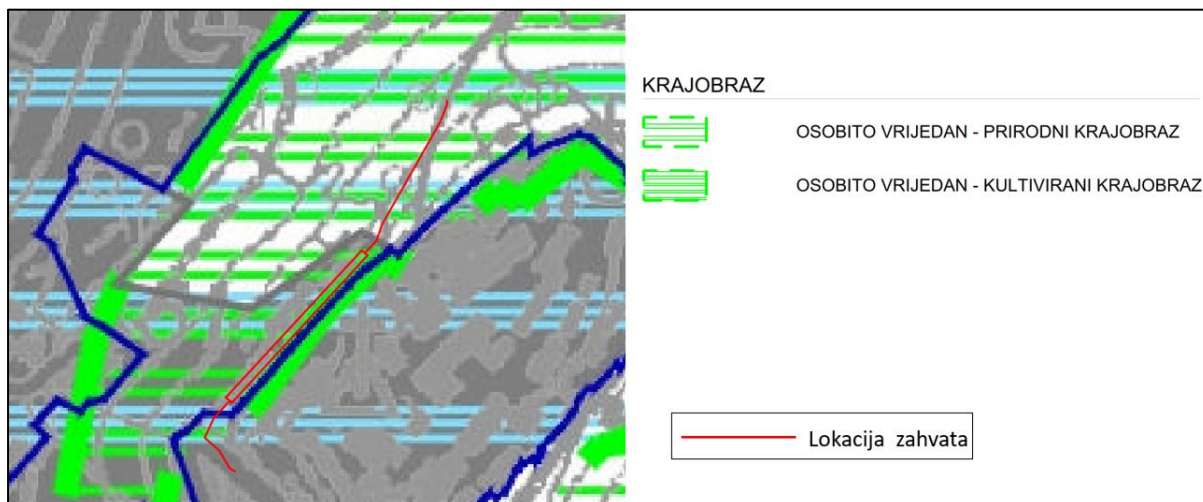 KRAJOBRAZ
OSOBITO VRIJEDAN - PRIRODNI KRAJOBRAZ
OSOBITO VRIJEDAN - KULTIVIRANI KRAJOBRAZ
Lokacija zahvata